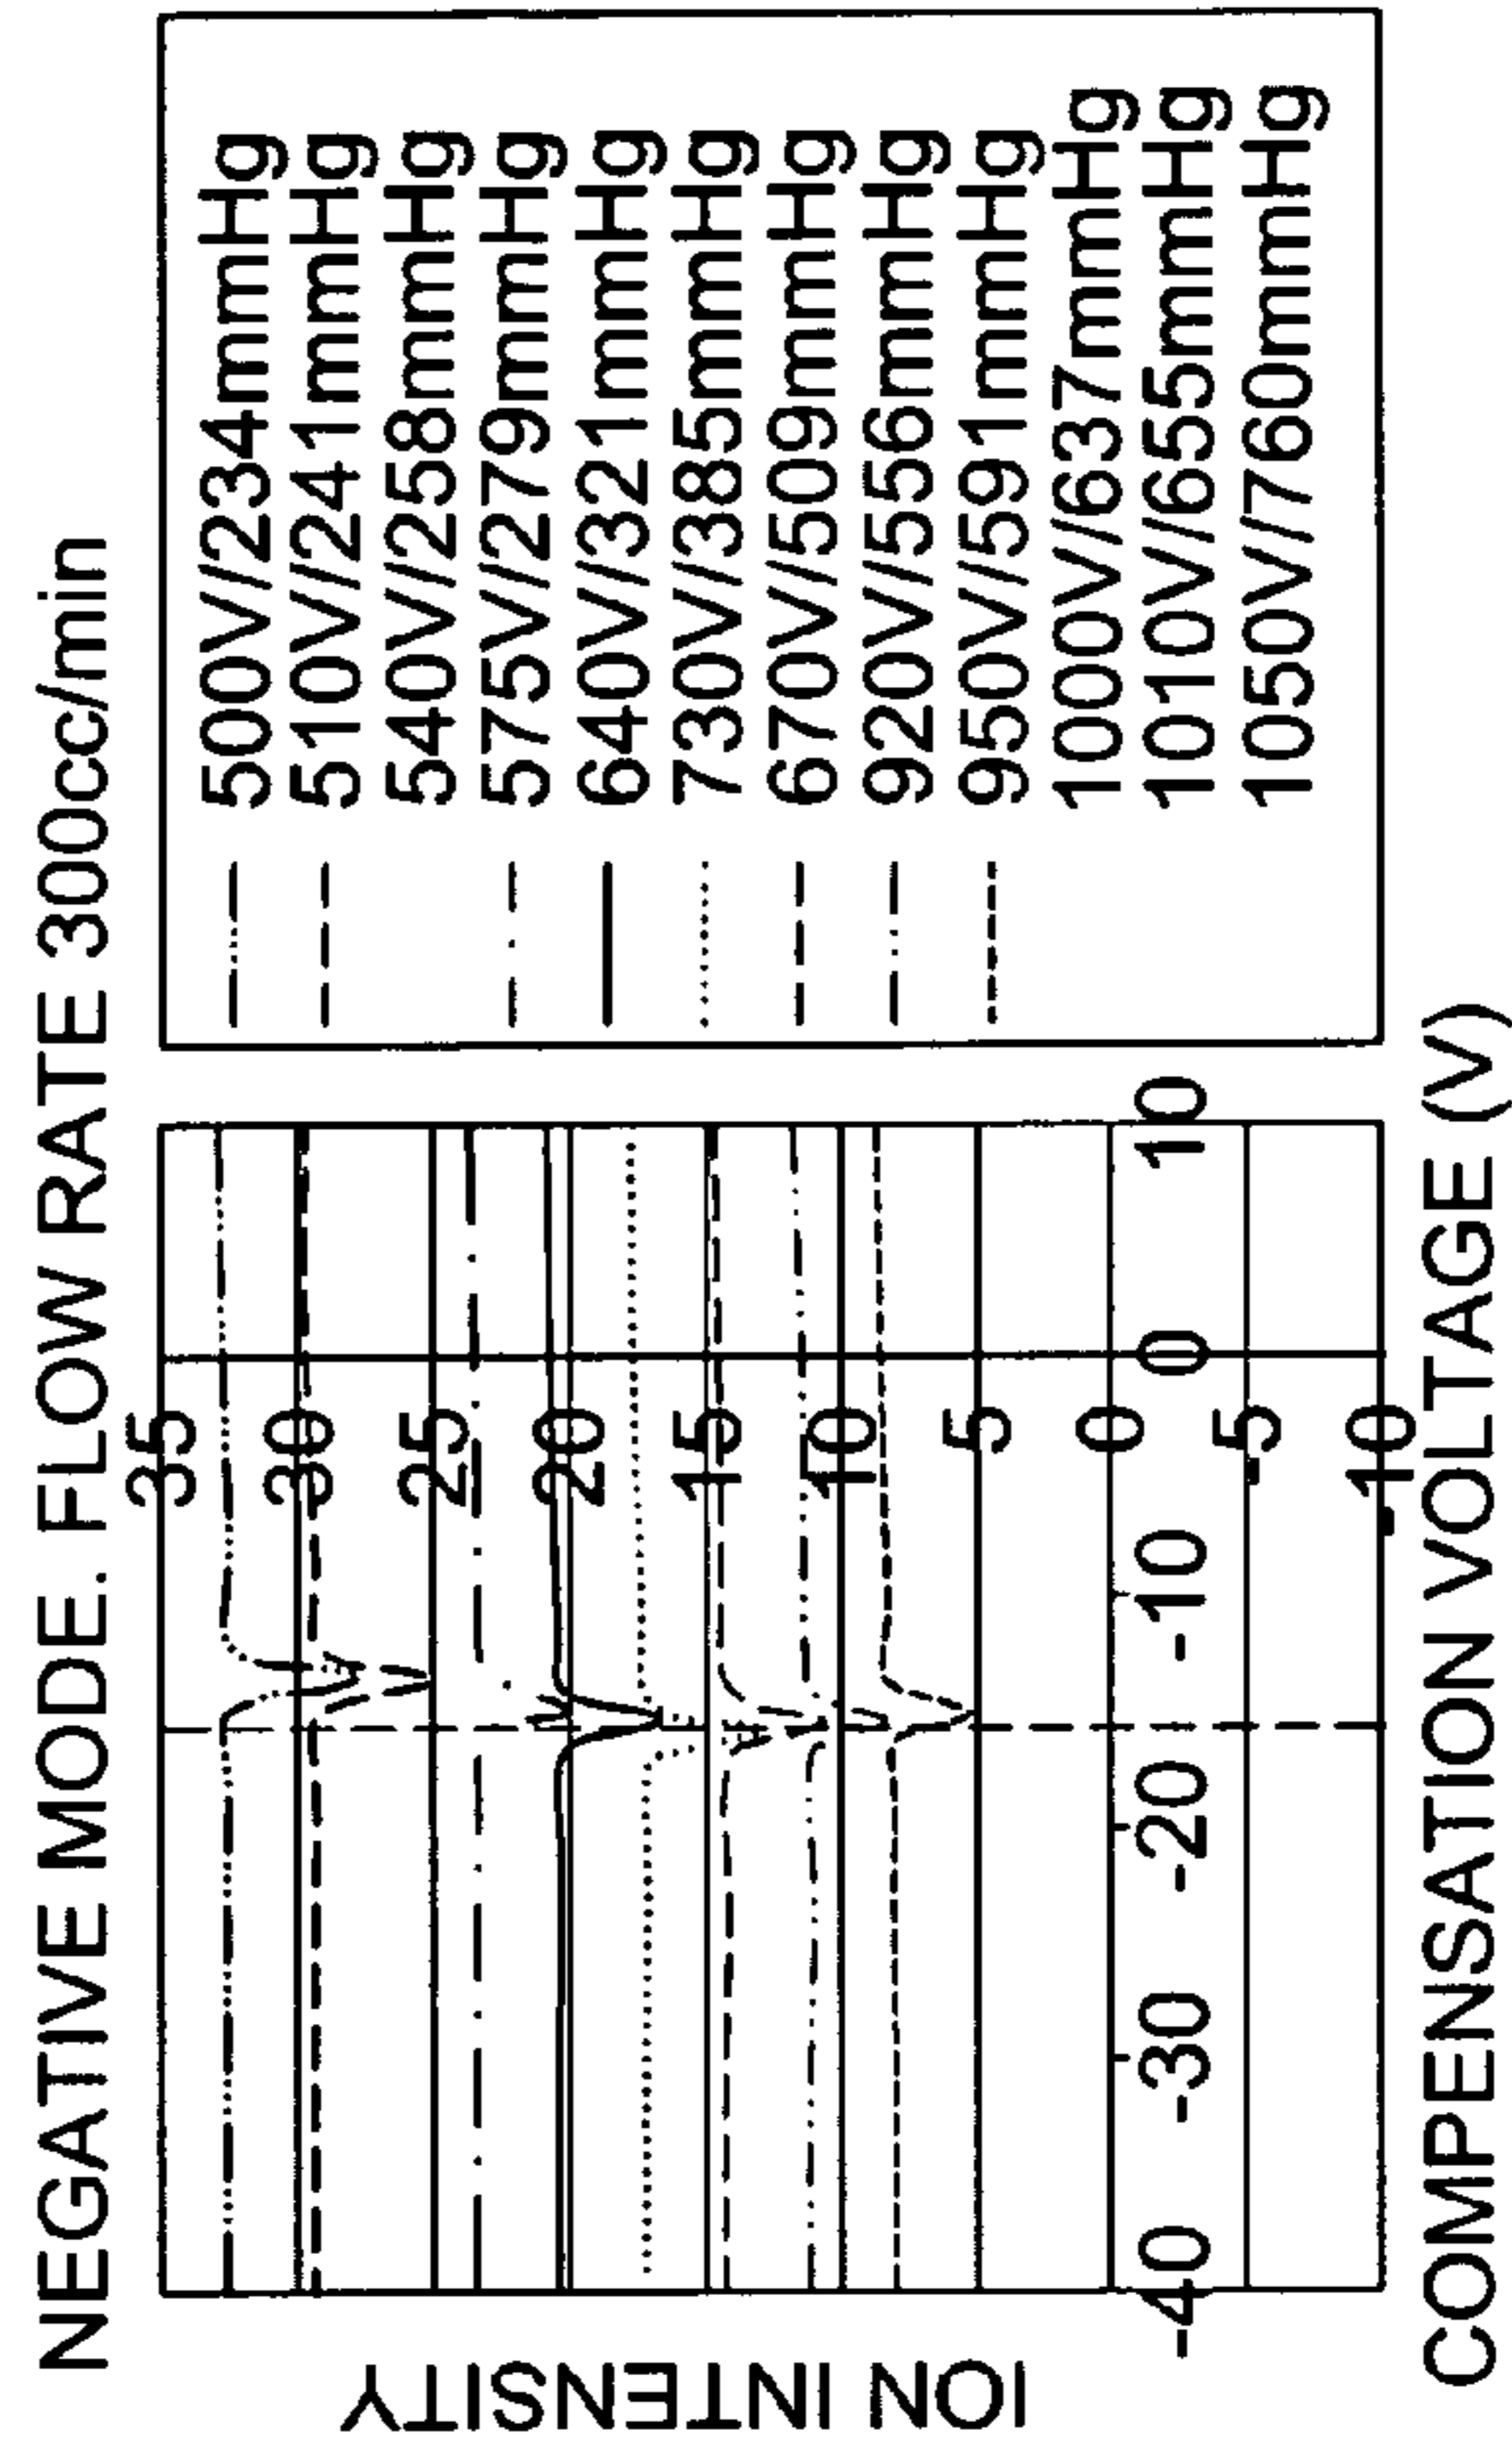 NEGATIVE MODE. FLOW RATE 300cc/min
ION INTENSITY
35
30
25
20
15
10
5
0
-5
-10
-40
-30
-20
-10
0
10
COMPENSATION VOLTAGE (V)
500V//234mmHg
510V//241mmHg
540V//258mmHg
575V//279mmHg
640V//321mmHg
730V//385mmHg
670V//509mmHg
920V//556mmHg
950V//591mmHg
1000V//637mmHg
1010V//655mmHg
1050V//760mmHg